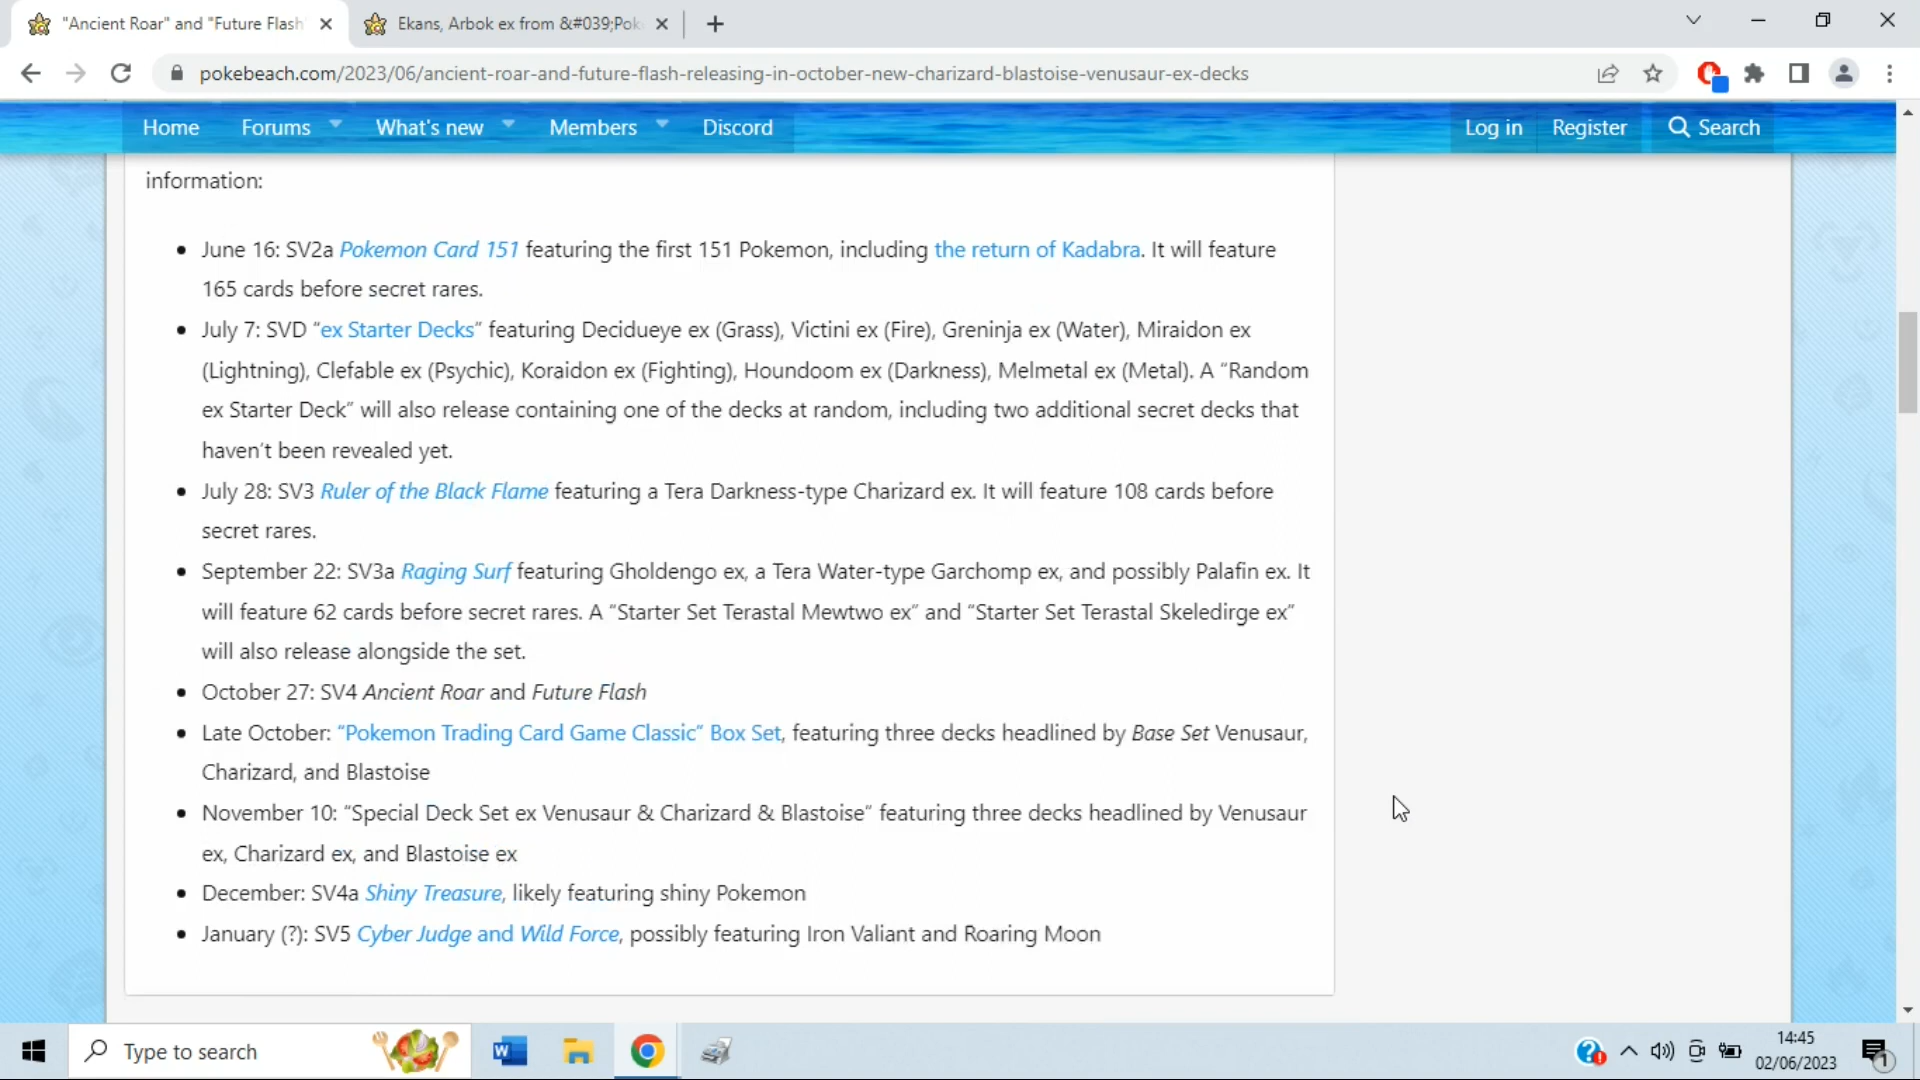 "Ancient Roar" and "Future Flash
Ekans, Arbok ex from &#039;Pok
pokebeach.com/2023/06/ancient-roar-and-future-flash-releasing-in-october-new-charizard-blastoise-venusaur-ex-decks
Home Forums What's new Members Discord Log in Register Search
information:
• June 16: SV2a Pokemon Card 151 featuring the first 151 Pokemon, including the return of Kadabra. It will feature
165 cards before secret rares.
• July 7: SVD “ex Starter Decks” featuring Decidueye ex (Grass), Victini ex (Fire), Greninja ex (Water), Miraidon ex
(Lightning), Clefable ex (Psychic), Koraidon ex (Fighting), Houndoom ex (Darkness), Melmetal ex (Metal). A “Random
ex Starter Deck” will also release containing one of the decks at random, including two additional secret decks that
haven’t been revealed yet.
• July 28: SV3 Ruler of the Black Flame featuring a Tera Darkness-type Charizard ex. It will feature 108 cards before
secret rares.
• September 22: SV3a Raging Surf featuring Gholdengo ex, a Tera Water-type Garchomp ex, and possibly Palafin ex. It
will feature 62 cards before secret rares. A “Starter Set Terastal Mewtwo ex” and “Starter Set Terastal Skeledirge ex”
will also release alongside the set.
• October 27: SV4 Ancient Roar and Future Flash
• Late October: “Pokemon Trading Card Game Classic” Box Set, featuring three decks headlined by Base Set Venusaur,
Charizard, and Blastoise
• November 10: “Special Deck Set ex Venusaur & Charizard & Blastoise” featuring three decks headlined by Venusaur
ex, Charizard ex, and Blastoise ex
• December: SV4a Shiny Treasure, likely featuring shiny Pokemon
• January (?): SV5 Cyber Judge and Wild Force, possibly featuring Iron Valiant and Roaring Moon
Type to search
14:45
02/06/2023
1